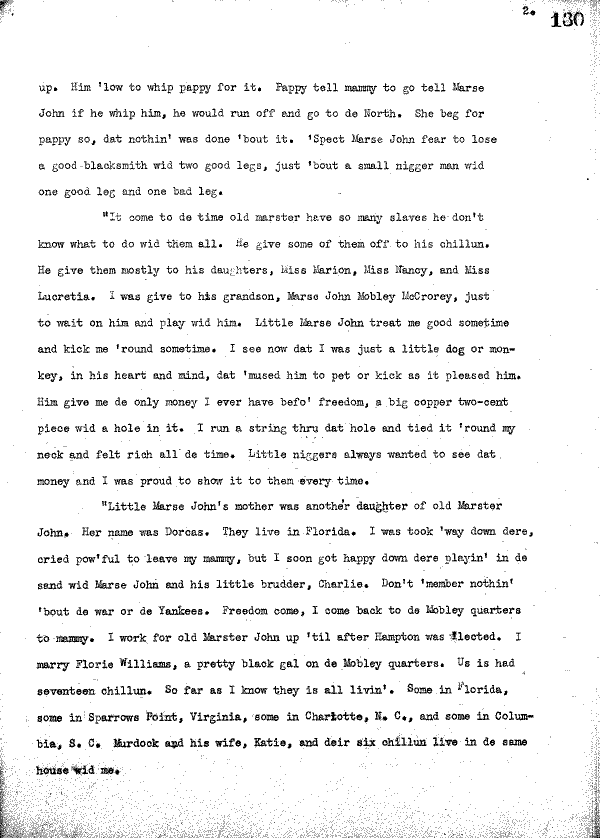 2. 130
up. Him 'low to whip pappy for it. Pappy tell mammy to go tell Marse
John if he whip him, he would run off and go to de North. She beg for
pappy so, dat nothin' was done 'bout it. 'Spect Marse John fear to lose
a good blacksmith wid two good legs, just 'bout a small nigger man wid
one good leg and one bad leg.
"It come to de time old marster have so many slaves he don't
know what to do wid them all. He give some of them off to his chillun.
He give them mostly to his daughters, Miss Marion, Miss Nancy, and Miss
Lucretia. I was give to his grandson, Marse John Mobley McCrorey, just
to wait on him and play wid him. Little Marse John treat me good sometime
and kick me 'round sometime. I see now dat I was just a little dog or mon-
key, in his heart and mind, dat 'mused him to pet or kick as it pleased him.
Him give me de only money I ever have befo' freedom, a big copper two-cent
piece wid a hole in it. I run a string thru dat hole and tied it 'round my
neck and felt rich all de time. Little niggers always wanted to see dat
money and I was proud to show it to them every time.
"Little Marse John's mother was another daughter of old Marster
John. Her name was Dorcas. They live in Florida. I was took 'way down dere,
cried pow'ful to leave my mammy, but I soon got happy down dere playin' in de
sand wid Marse John and his little brudder, Charlie. Don't 'member nothin'
'bout de war or de Yankees. Freedom come, I come back to de Mobley quarters
to mammy. I work for old Marster John up 'til after Hampton was 'lected. I
marry Florie Williams, a pretty black gal on de Mobley quarters. Us is had
seventeen chillun. So far as I know they is all livin'. Some in Florida,
some in Sparrows Point, Virginia, some in Charlotte, N. C., and some in Colum-
bia, S. C. Murdock and his wife, Katie, and deir six chillun live in de same
house wid me.